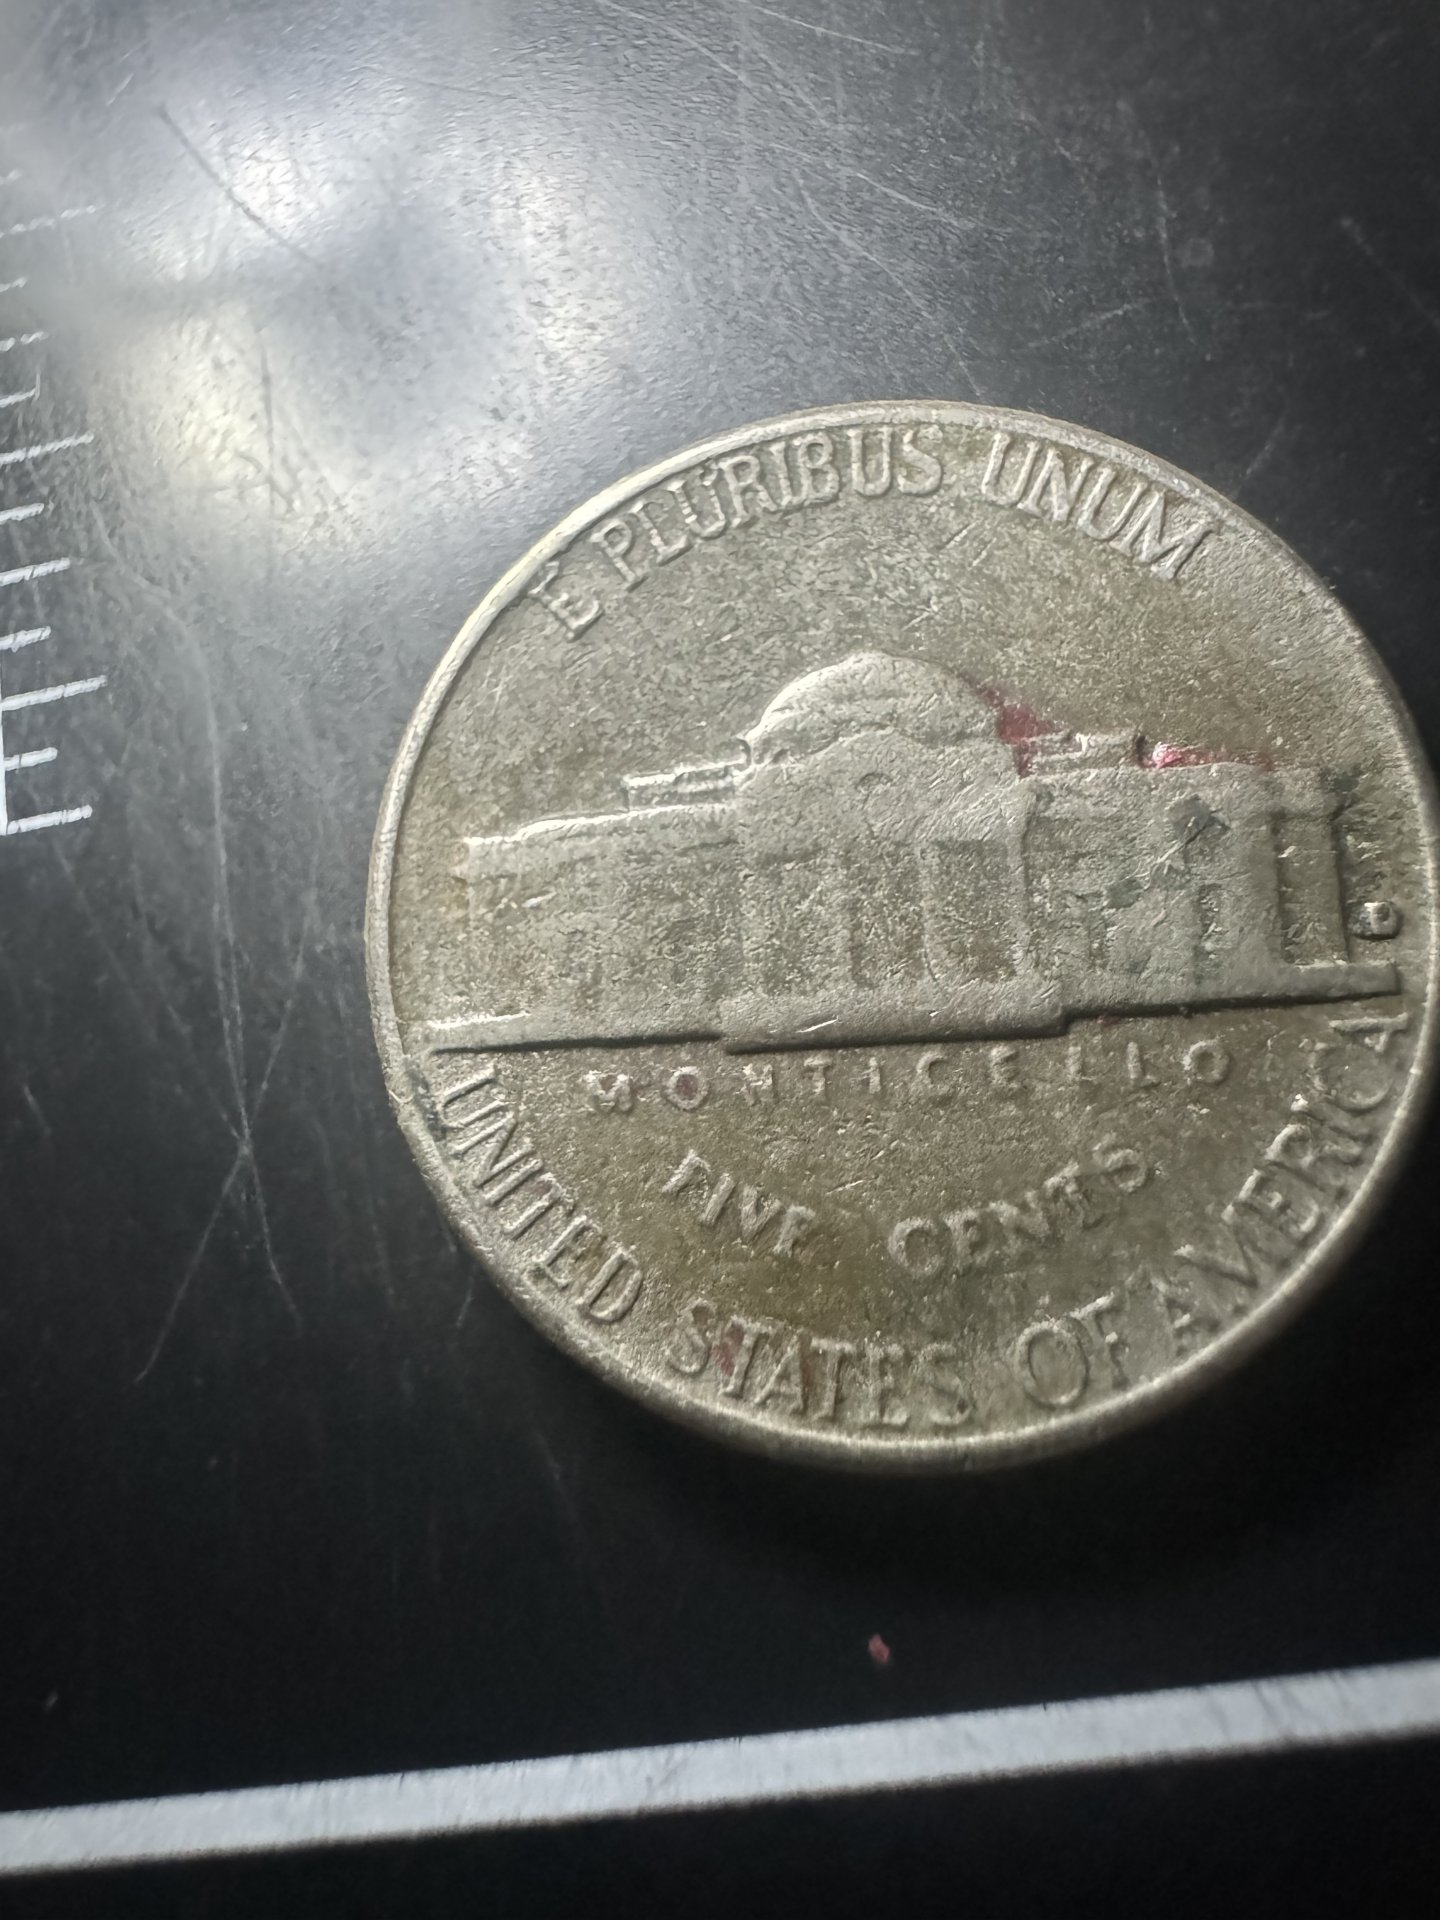 E PLURIBUS UNUM
D
MONTICELLO
FIVE CENTS
UNITED STATES OF AMERICA